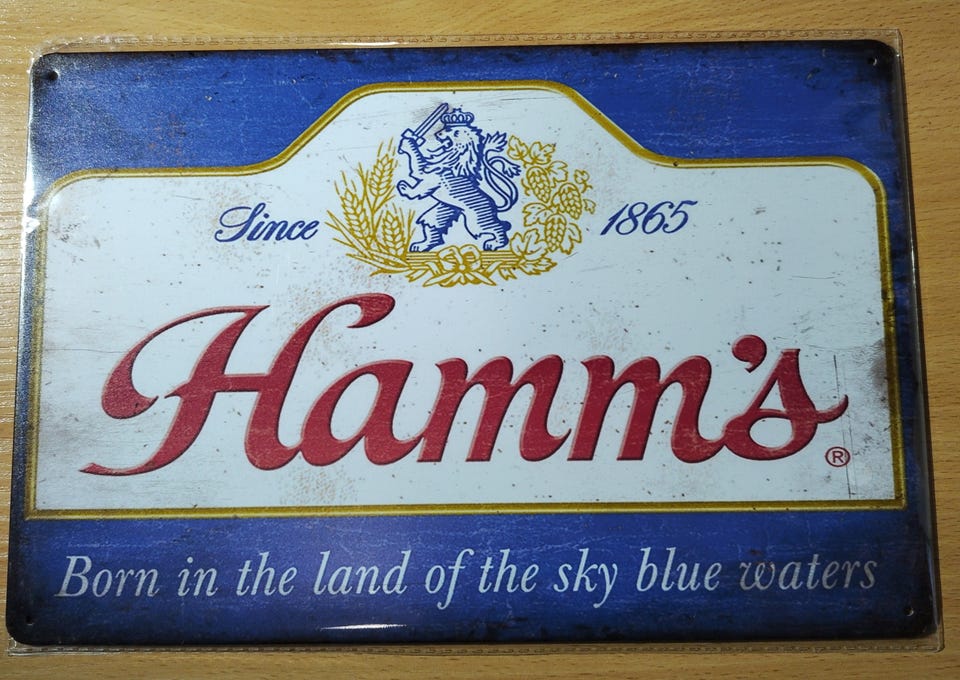 Since 1865
Hamm's ®
Born in the land of the sky blue waters